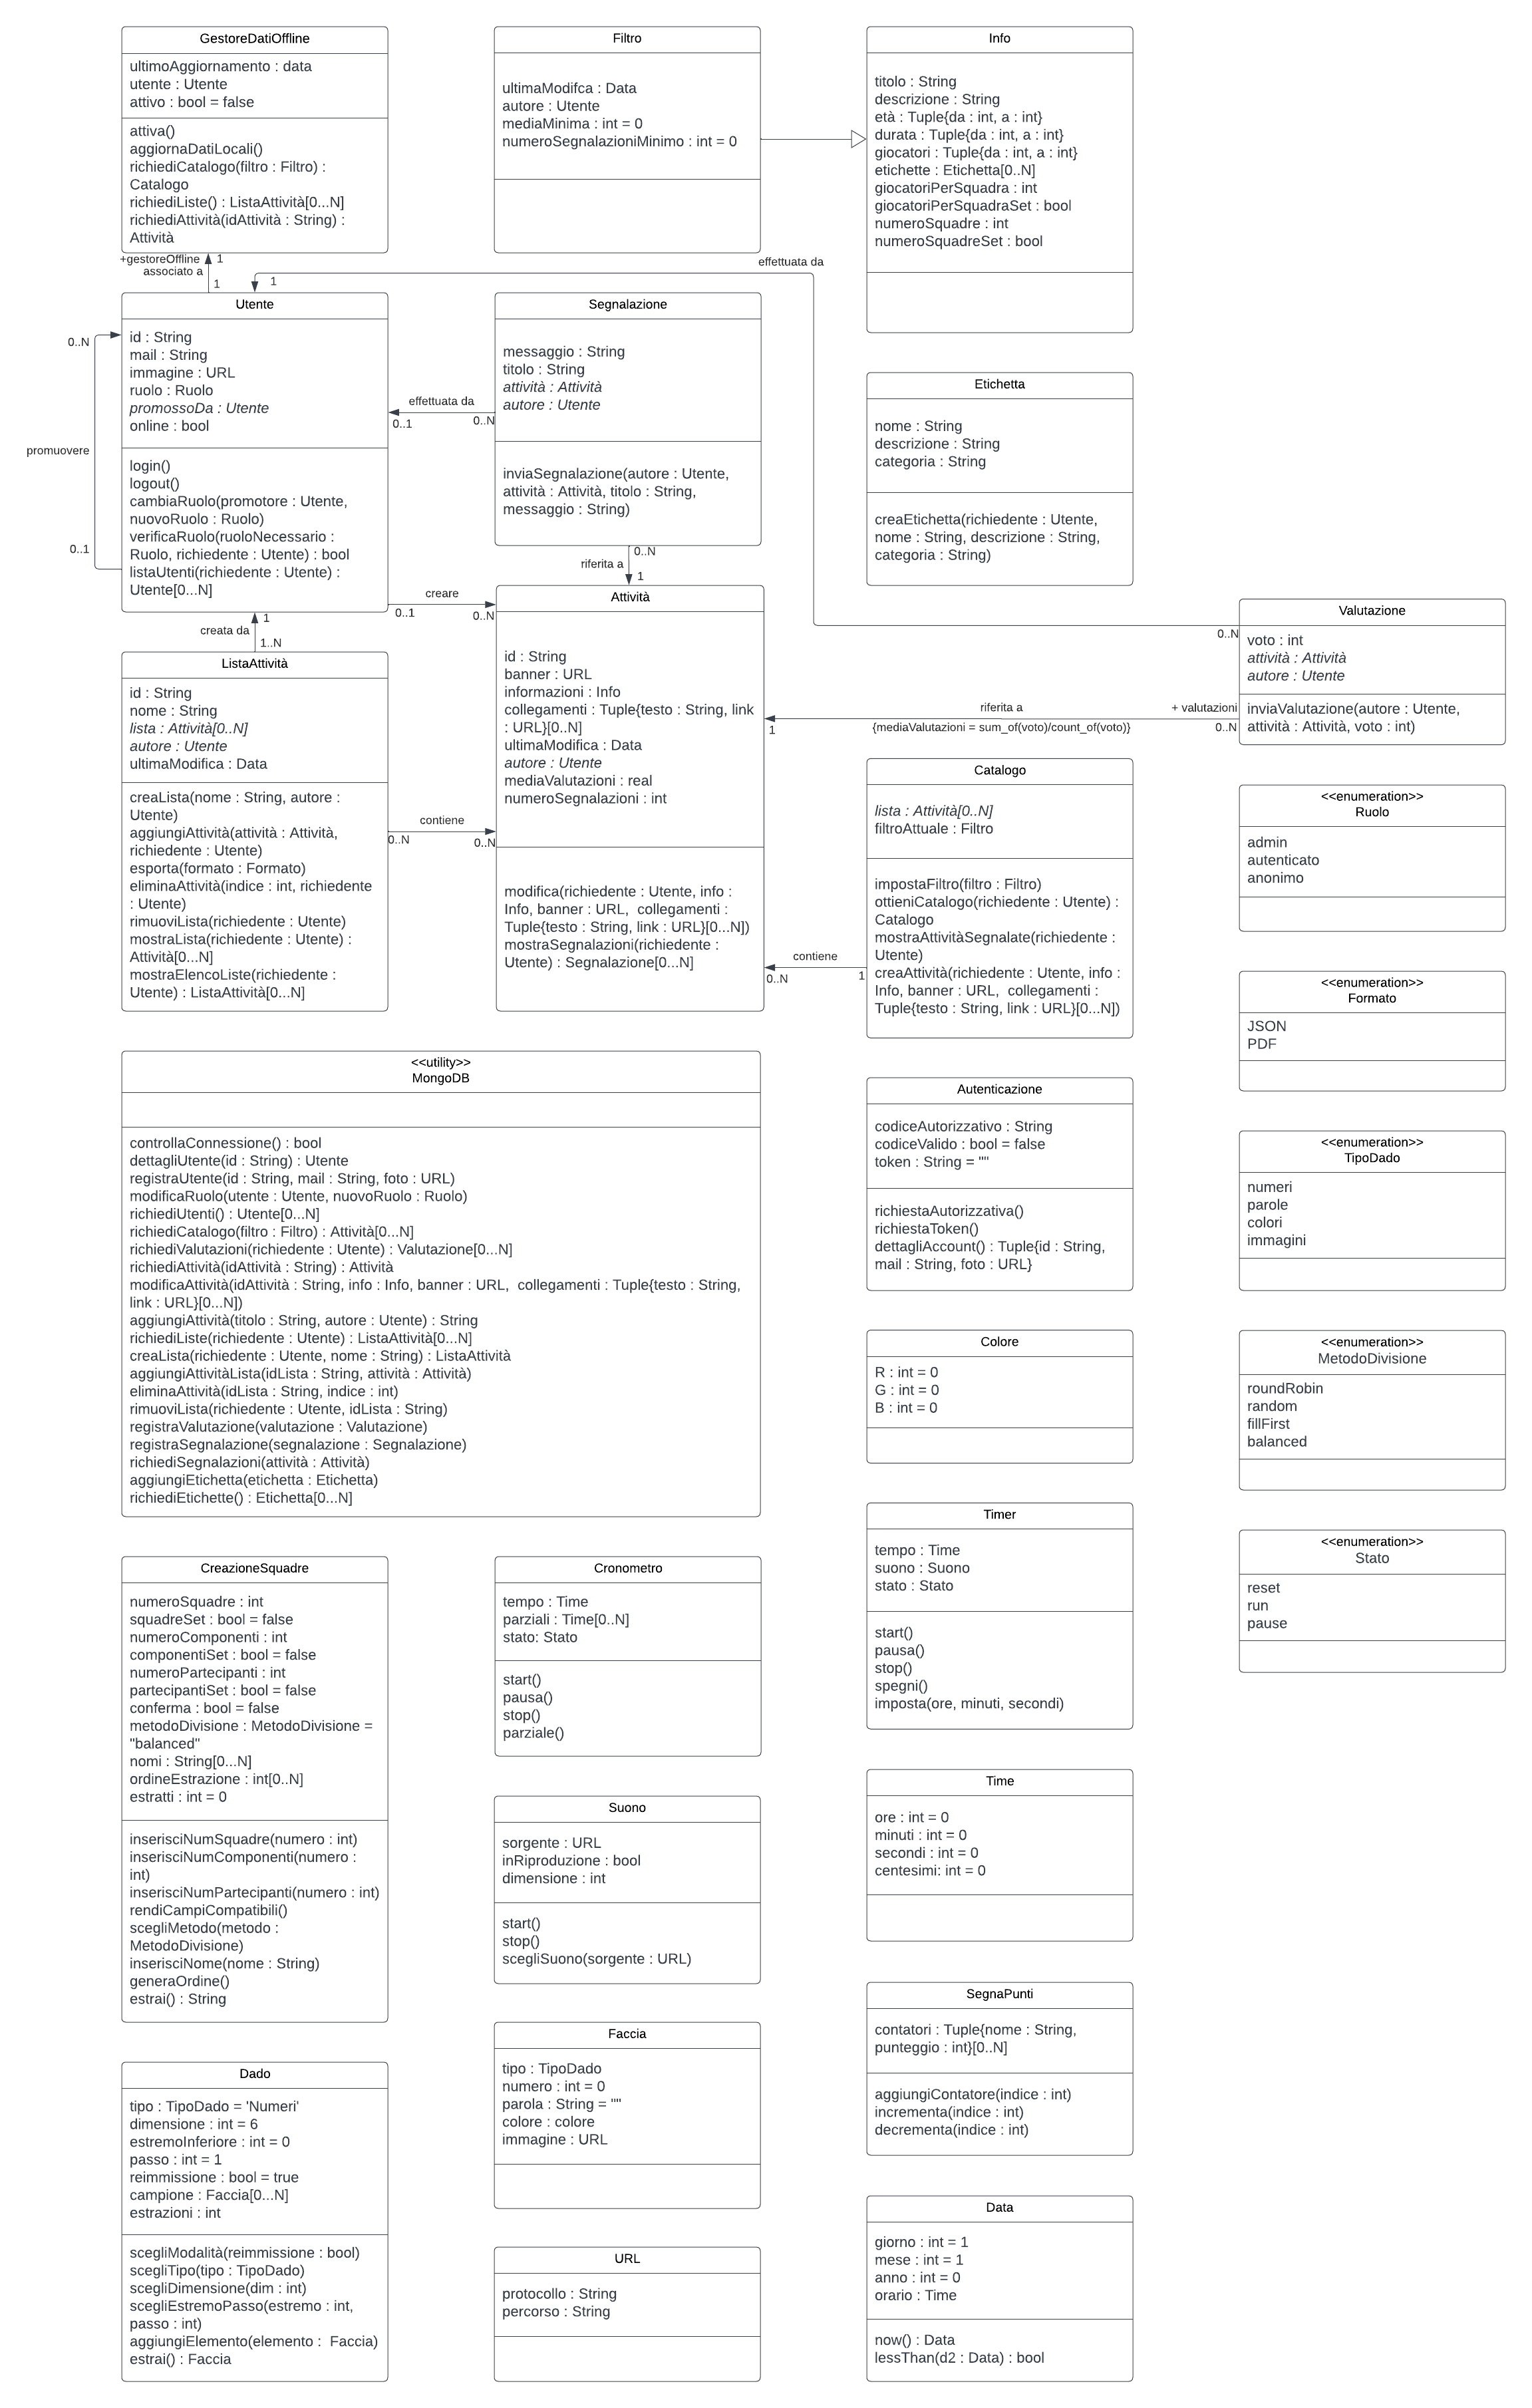 GestoreDatiOffline
ultimoAggiornamento : data
utente : Utente
attivo : bool = false
attiva()
aggiornaDatiLocali()
richiediCatalogo(filtro : Filtro) :
Catalogo
richiediListe() : ListaAttività[0...N]
richiediAttività(idAttività : String) :
Attività
Filtro
ultimaModifca : Data
autore : Utente
mediaMinima : int = 0
numeroSegnalazioniMinimo : int = 0
Info
titolo : String
descrizione : String
età : Tuple{da : int, a : int}
durata : Tuple{da : int, a : int}
giocatori : Tuple{da : int, a : int}
etichette : Etichetta[0..N]
giocatoriPerSquadra : int
giocatoriPerSquadraSet : bool
numeroSquadre : int
numeroSquadreSet : bool
+gestoreOffline
associato a
1
1
effettuata da
1
Utente
id : String
mail : String
immagine : URL
ruolo : Ruolo
promossoDa : Utente
online : bool
login()
logout()
cambiaRuolo(promotore : Utente,
nuovoRuolo : Ruolo)
verificaRuolo(ruoloNecessario :
Ruolo, richiedente : Utente) : bool
listaUtenti(richiedente : Utente) :
Utente[0...N]
0..N
promuovere
0..1
effettuata da
0..1
0..N
Segnalazione
messaggio : String
titolo : String
attività : Attività
autore : Utente
inviaSegnalazione(autore : Utente,
attività : Attività, titolo : String,
messaggio : String)
Etichetta
nome : String
descrizione : String
categoria : String
creaEtichetta(richiedente : Utente,
nome : String, descrizione : String,
categoria : String)
0..N
riferita a
1
creare
0..1
0..N
1
creata da
1..N
ListaAttività
id : String
nome : String
lista : Attività[0..N]
autore : Utente
ultimaModifica : Data
creaLista(nome : String, autore :
Utente)
aggiungiAttività(attività : Attività,
richiedente : Utente)
esporta(formato : Formato)
eliminaAttività(indice : int, richiedente
: Utente)
rimuoviLista(richiedente : Utente)
mostraLista(richiedente : Utente) :
Attività[0...N]
mostraElencoListe(richiedente :
Utente) : ListaAttività[0...N]
contiene
0..N
0..N
Attività
id : String
banner : URL
informazioni : Info
collegamenti : Tuple{testo : String, link
: URL}[0..N]
ultimaModifica : Data
autore : Utente
mediaValutazioni : real
numeroSegnalazioni : int
modifica(richiedente : Utente, info :
Info, banner : URL,  collegamenti :
Tuple{testo : String, link : URL}[0...N])
mostraSegnalazioni(richiedente :
Utente) : Segnalazione[0...N]
0..N
Valutazione
voto : int
attività : Attività
autore : Utente
inviaValutazione(autore : Utente,
attività : Attività, voto : int)
riferita a
+ valutazioni
1
{mediaValutazioni = sum_of(voto)/count_of(voto)}
0..N
Catalogo
lista : Attività[0..N]
filtroAttuale : Filtro
impostaFiltro(filtro : Filtro)
ottieniCatalogo(richiedente : Utente) :
Catalogo
mostraAttivitàSegnalate(richiedente :
Utente)
creaAttività(richiedente : Utente, info :
Info, banner : URL,  collegamenti :
Tuple{testo : String, link : URL}[0...N])
contiene
0..N
1
<<enumeration>>
Ruolo
admin
autenticato
anonimo
<<enumeration>>
Formato
JSON
PDF
<<utility>>
MongoDB
controllaConnessione() : bool
dettagliUtente(id : String) : Utente
registraUtente(id : String, mail : String, foto : URL)
modificaRuolo(utente : Utente, nuovoRuolo : Ruolo)
richiediUtenti() : Utente[0...N]
richiediCatalogo(filtro : Filtro) : Attività[0...N]
richiediValutazioni(richiedente : Utente) : Valutazione[0...N]
richiediAttività(idAttività : String) : Attività
modificaAttività(idAttività : String, info : Info, banner : URL,  collegamenti : Tuple{testo : String,
link : URL}[0...N])
aggiungiAttività(titolo : String, autore : Utente) : String
richiediListe(richiedente : Utente) : ListaAttività[0...N]
creaLista(richiedente : Utente, nome : String) : ListaAttività
aggiungiAttivitàLista(idLista : String, attività : Attività)
eliminaAttività(idLista : String, indice : int)
rimuoviLista(richiedente : Utente, idLista : String)
registraValutazione(valutazione : Valutazione)
registraSegnalazione(segnalazione : Segnalazione)
richiediSegnalazioni(attività : Attività)
aggiungiEtichetta(etichetta : Etichetta)
richiediEtichette() : Etichetta[0...N]
Autenticazione
codiceAutorizzativo : String
codiceValido : bool = false
token : String = ""
richiestaAutorizzativa()
richiestaToken()
dettagliAccount() : Tuple{id : String,
mail : String, foto : URL}
<<enumeration>>
TipoDado
numeri
parole
colori
immagini
Colore
R : int = 0
G : int = 0
B : int = 0
<<enumeration>>
MetodoDivisione
roundRobin
random
fillFirst
balanced
Timer
tempo : Time
suono : Suono
stato : Stato
start()
pausa()
stop()
spegni()
imposta(ore, minuti, secondi)
<<enumeration>>
Stato
reset
run
pause
CreazioneSquadre
numeroSquadre : int
squadreSet : bool = false
numeroComponenti : int
componentiSet : bool = false
numeroPartecipanti : int
partecipantiSet : bool = false
conferma : bool = false
metodoDivisione : MetodoDivisione =
"balanced"
nomi : String[0...N]
ordineEstrazione : int[0..N]
estratti : int = 0
inserisciNumSquadre(numero : int)
inserisciNumComponenti(numero :
int)
inserisciNumPartecipanti(numero : int)
rendiCampiCompatibili()
scegliMetodo(metodo :
MetodoDivisione)
inserisciNome(nome : String)
generaOrdine()
estrai() : String
Cronometro
tempo : Time
parziali : Time[0..N]
stato: Stato
start()
pausa()
stop()
parziale()
Suono
sorgente : URL
inRiproduzione : bool
dimensione : int
start()
stop()
scegliSuono(sorgente : URL)
Time
ore : int = 0
minuti : int = 0
secondi : int = 0
centesimi: int = 0
SegnaPunti
contatori : Tuple{nome : String,
punteggio : int}[0..N]
aggiungiContatore(indice : int)
incrementa(indice : int)
decrementa(indice : int)
Faccia
tipo : TipoDado
numero : int = 0
parola : String = ""
colore : colore
immagine : URL
Dado
tipo : TipoDado = 'Numeri'
dimensione : int = 6
estremoInferiore : int = 0
passo : int = 1
reimmissione : bool = true
campione : Faccia[0...N]
estrazioni : int
scegliModalità(reimmissione : bool)
scegliTipo(tipo : TipoDado)
scegliDimensione(dim : int)
scegliEstremoPasso(estremo : int,
passo : int)
aggiungiElemento(elemento :  Faccia)
estrai() : Faccia
URL
protocollo : String
percorso : String
Data
giorno : int = 1
mese : int = 1
anno : int = 0
orario : Time
now() : Data
lessThan(d2 : Data) : bool